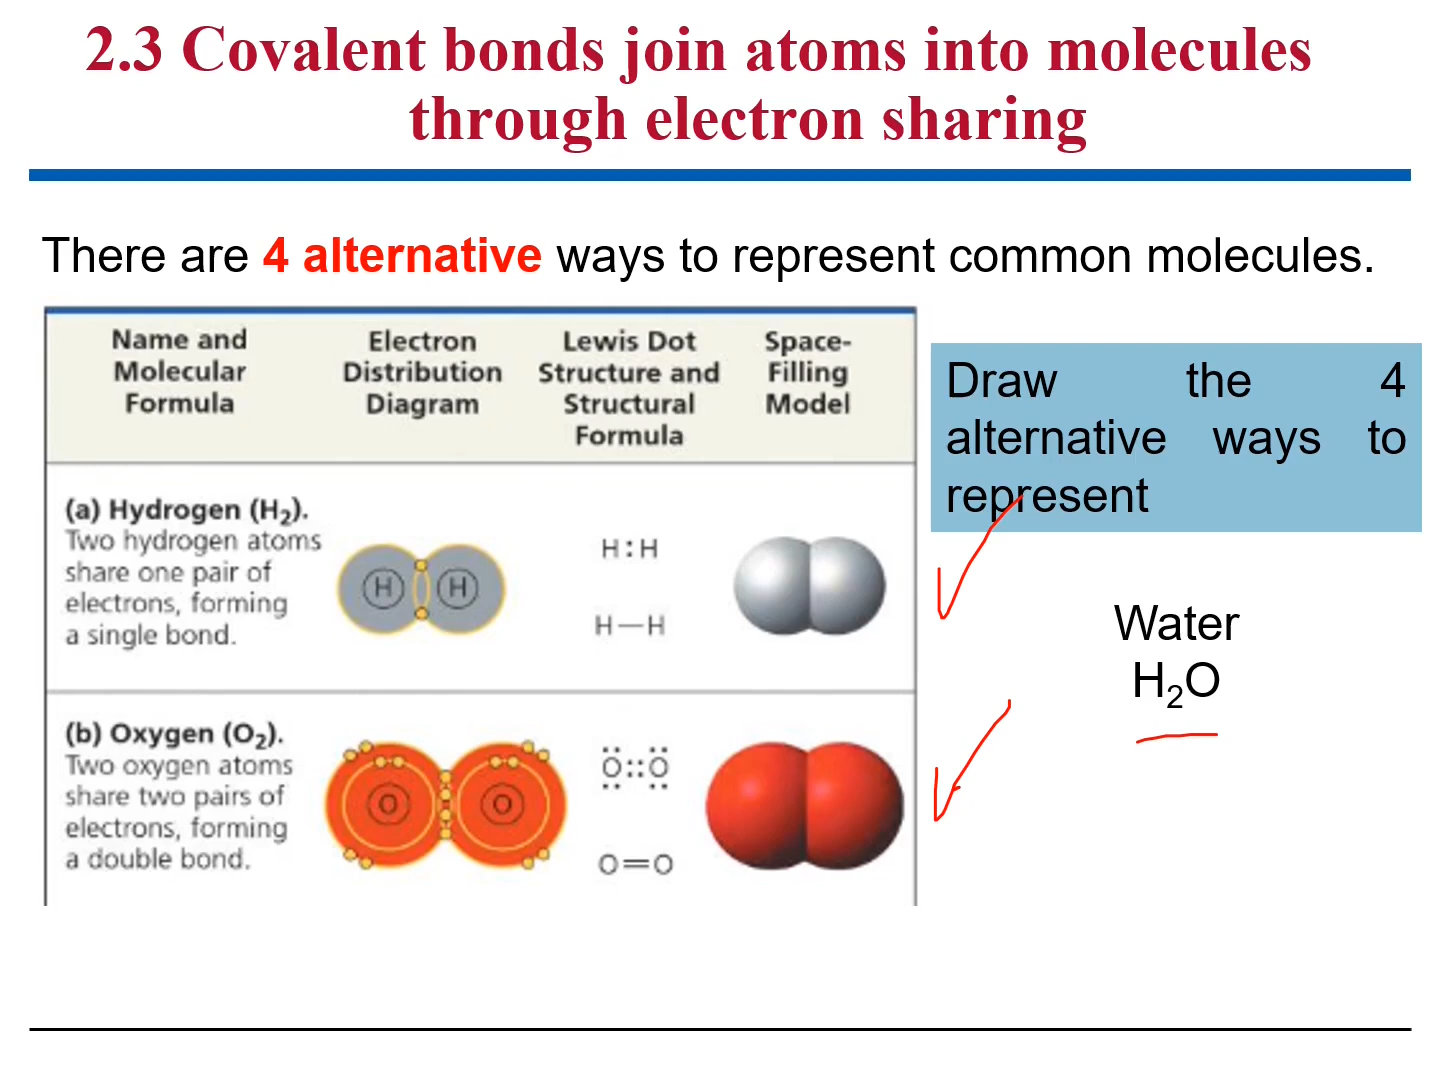 2.3 Covalent bonds join atoms into molecules
through electron sharing
There are 4 alternative ways to represent common molecules.
Name and
Molecular
Formula
Electron
Distribution
Diagram
Lewis Dot
Structure and
Structural
Formula
Space-
Filling
Model
(a) Hydrogen (H₂).
Two hydrogen atoms
share one pair of
electrons, forming
a single bond.
H H
H:H
H—H
(b) Oxygen (O₂).
Two oxygen atoms
share two pairs of
electrons, forming
a double bond.
O O
O::O
O=O
Draw the 4
alternative ways to
represent
Water
H₂O